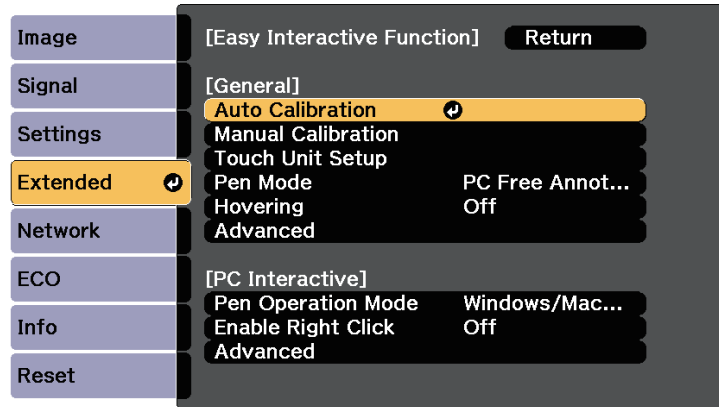 Image
Signal
Settings
Extended
Network
ECO
Info
Reset
[Easy Interactive Function] Return
[General]
Auto Calibration
Manual Calibration
Touch Unit Setup
Pen Mode PC Free Annot...
Hovering Off
Advanced
[PC Interactive]
Pen Operation Mode Windows/Mac...
Enable Right Click Off
Advanced